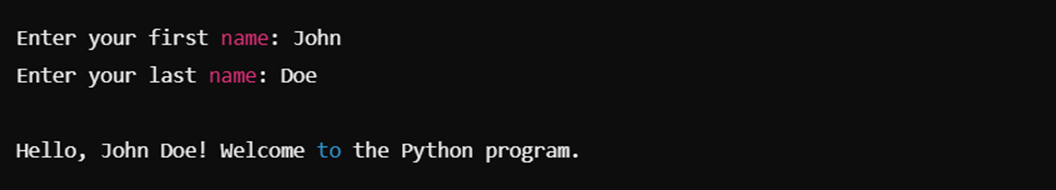 Enter your first name: John
Enter your last name: Doe
Hello, John Doe! Welcome to the Python program.